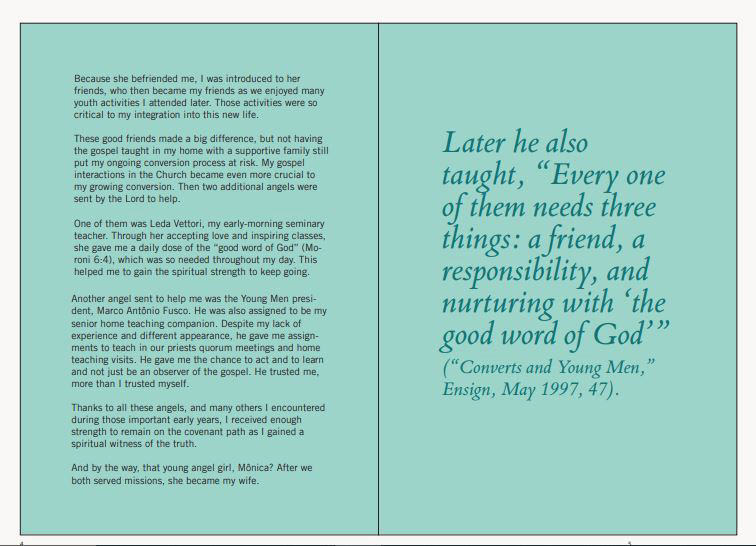 Because she befriended me, I was introduced to her
friends, who then became my friends as we enjoyed many
youth activities I attended later. Those activities were so
critical to my integration into this new life.
These good friends made a big difference, but not having
the gospel taught in my home with a supportive family still
put my ongoing conversion process at risk. My gospel
interactions in the Church became even more crucial to
my growing conversion. Then two additional angels were
sent by the Lord to help.
One of them was Leda Vettori, my early-morning seminary
teacher. Through her accepting love and inspiring classes,
she gave me a daily dose of the “good word of God” (Mo-
roni 6:4), which was so needed throughout my day. This
helped me to gain the spiritual strength to keep going.
Another angel sent to help me was the Young Men presi-
dent, Marco Antônio Fusco. He was also assigned to be my
senior home teaching companion. Despite my lack of
experience and different appearance, he gave me assign-
ments to teach in our priests quorum meetings and home
teaching visits. He gave me the chance to act and to learn
and not just be an observer of the gospel. He trusted me,
more than I trusted myself.
Thanks to all these angels, and many others I encountered
during those important early years, I received enough
strength to remain on the covenant path as I gained a
spiritual witness of the truth.
And by the way, that young angel girl, Mônica? After we
both served missions, she became my wife.
Later he also
taught, “Every one
of them needs three
things: a friend, a
responsibility, and
nurturing with ‘the
good word of God’”
(“Converts and Young Men,”
Ensign, May 1997, 47).